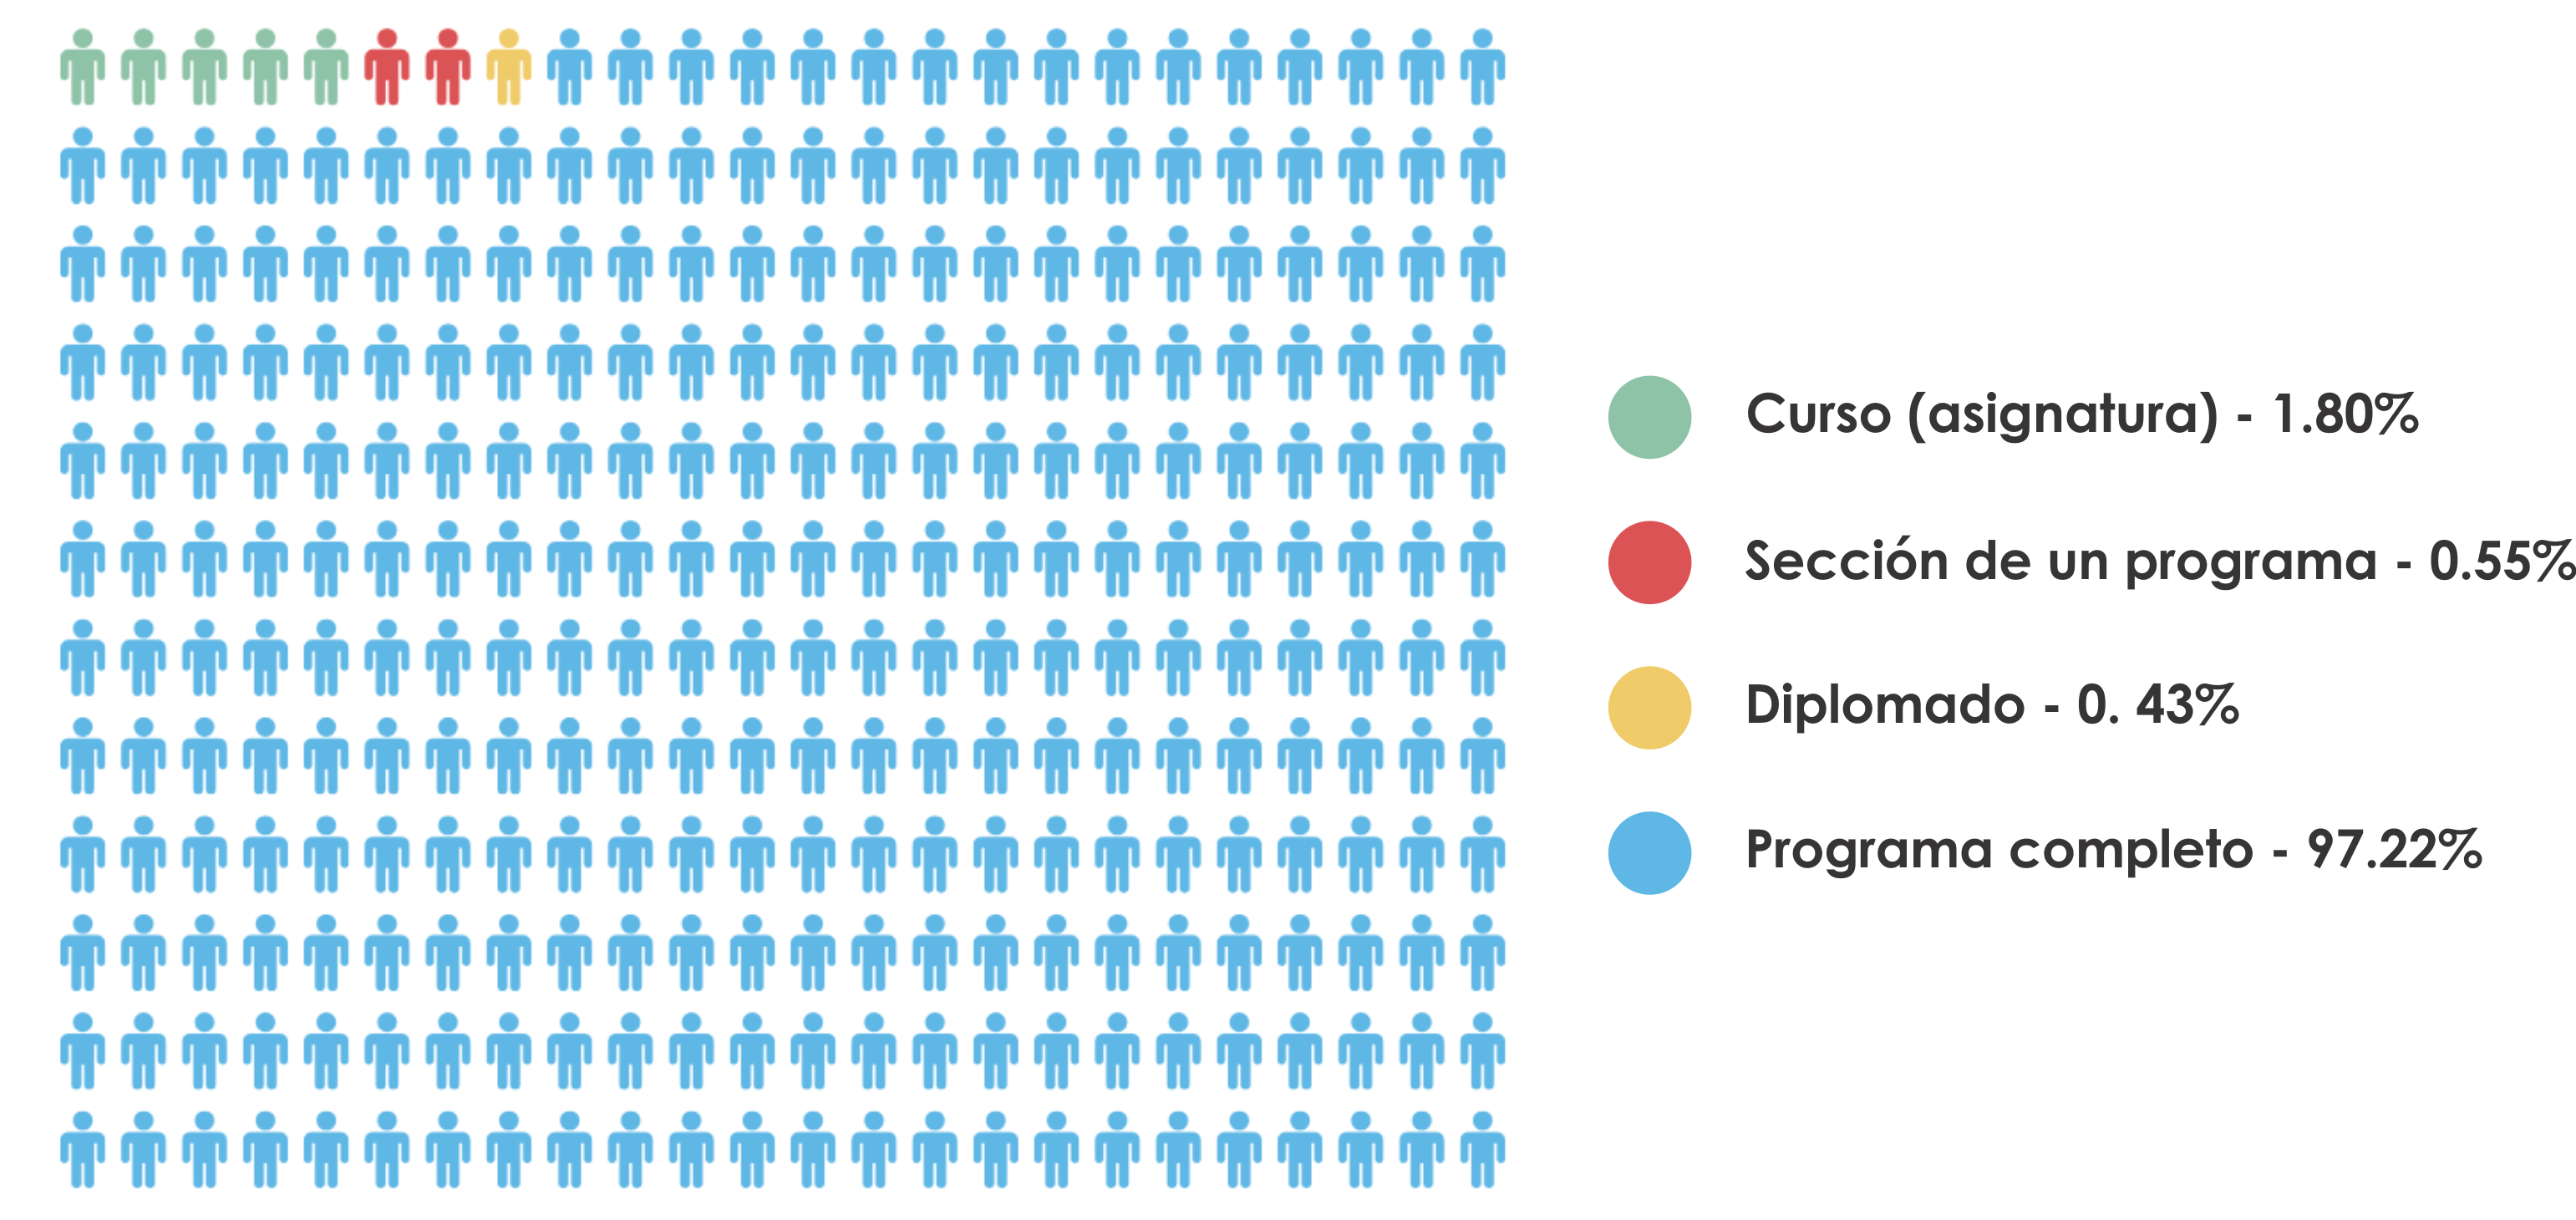 Curso (asignatura) - 1.80%
Sección de un programa - 0.55%
Diplomado - 0. 43%
Programa completo - 97.22%